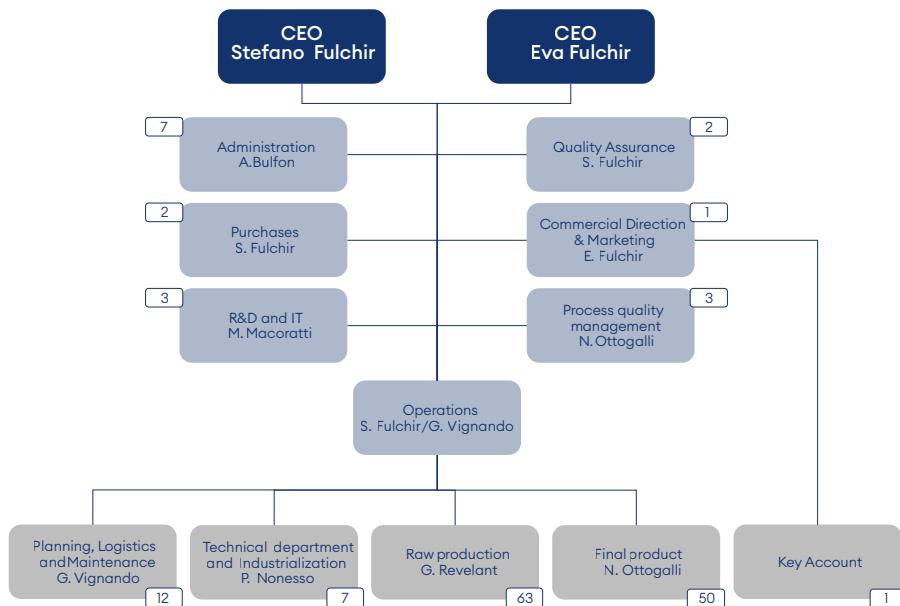 CEO
Stefano Fulchir
CEO
Eva Fulchir
7
Administration
A.Bulfon
2
Quality Assurance
S. Fulchir
2
Purchases
S. Fulchir
1
Commercial Direction
& Marketing
E. Fulchir
3
R&D and IT
M. Macoratti
3
Process quality
management
N. Ottogalli
Operations
S. Fulchir/G. Vignando
Planning, Logistics
and Maintenance
G. Vignando
12
Technical department
and Industrialization
P. Nonesso
7
Raw production
G. Revelant
63
Final product
N. Ottogalli
50
Key Account
1